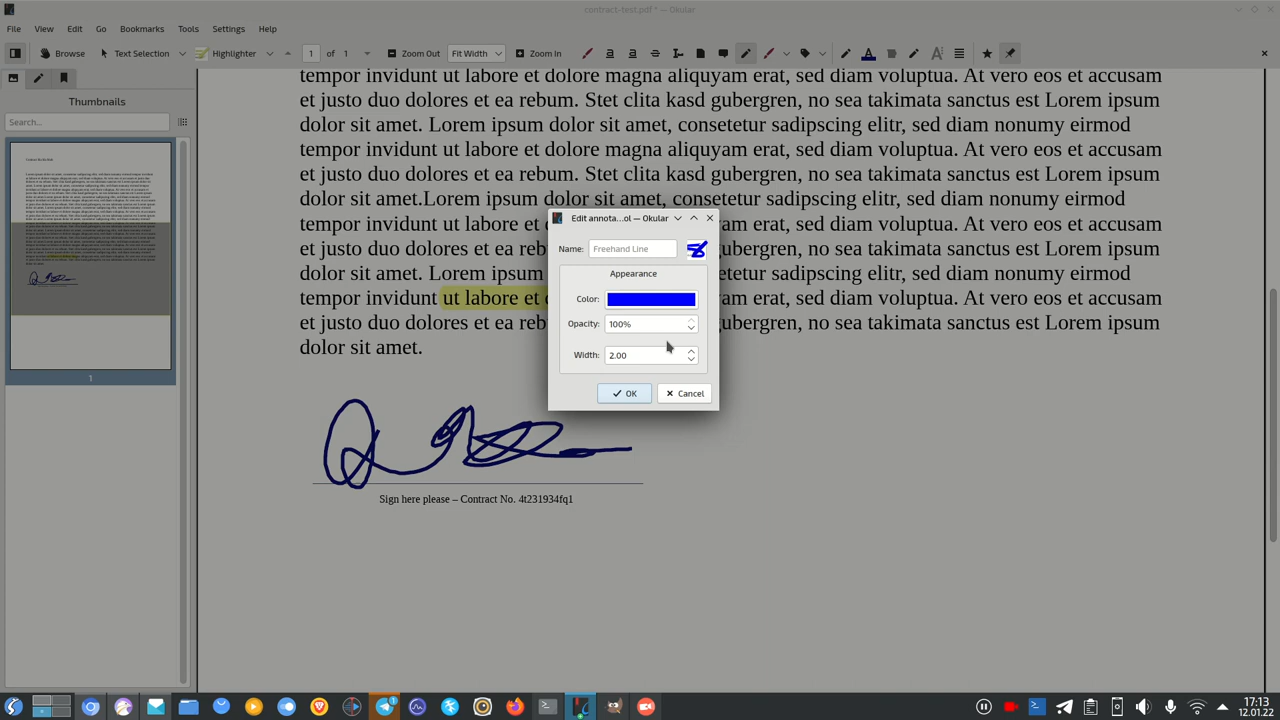 contract-test.pdf * — Okular
File View Edit Go Bookmarks Tools Settings Help
Browse Text Selection Highlighter 1 of 1 Zoom Out Fit Width Zoom In
Thumbnails
Search...
1
tempor invidunt ut labore et dolore magna aliquyam erat, sed diam voluptua. At vero eos et accusam
et justo duo dolores et ea rebum. Stet clita kasd gubergren, no sea takimata sanctus est Lorem ipsum
dolor sit amet. Lorem ipsum dolor sit amet, consetetur sadipscing elitr, sed diam nonumy eirmod
tempor invidunt ut labore et dolore magna aliquyam erat, sed diam voluptua. At vero eos et accusam
et justo duo dolores et ea rebum. Stet clita kasd gubergren, no sea takimata sanctus est Lorem ipsum
dolor sit amet.Lorem ipsum dolor sit amet, consetetur sadipscing elitr, sed diam nonumy eirmod
tempor invidunt ut labore et d am erat, sed diam voluptua. At vero eos et accusam
et justo duo dolores et ea reb ubergren, no sea takimata sanctus est Lorem ipsum
dolor sit amet. Lorem ipsum etetur sadipscing elitr, sed diam nonumy eirmod
tempor invidunt ut labore et d am erat, sed diam voluptua. At vero eos et accusam
et justo duo dolores et ea reb ubergren, no sea takimata sanctus est Lorem ipsum
dolor sit amet.
Sign here please – Contract No. 4t231934fq1
Edit annota...ol — Okular
Name: Freehand Line
Appearance
Color:
Opacity: 100%
Width: 2.00
OK Cancel
17:13
12.01.22